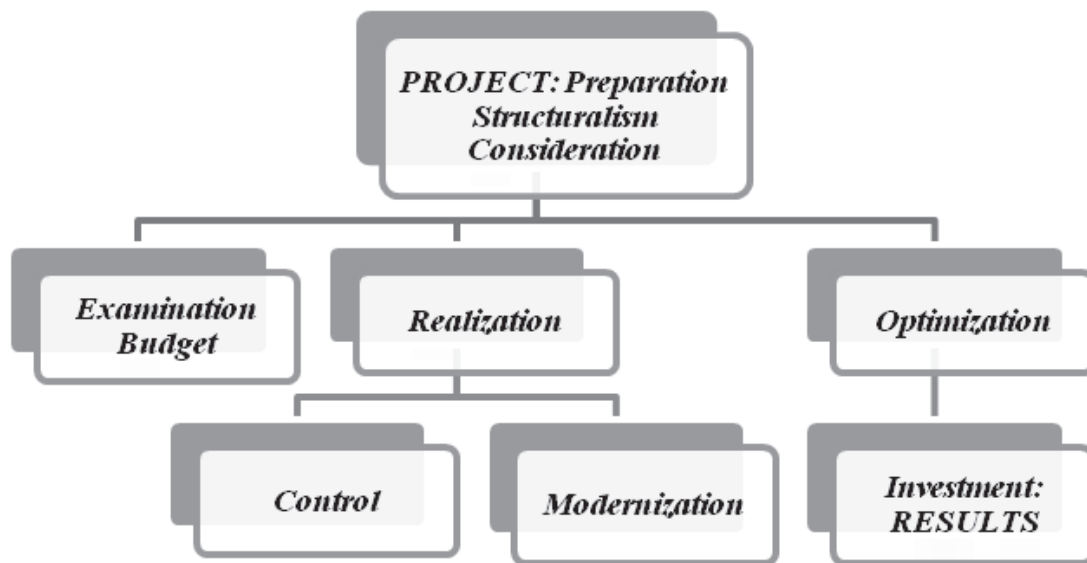 PROJECT: Preparation
Structuralism
Consideration
Examination
Budget
Realization
Optimization
Control
Modernization
Investment:
RESULTS